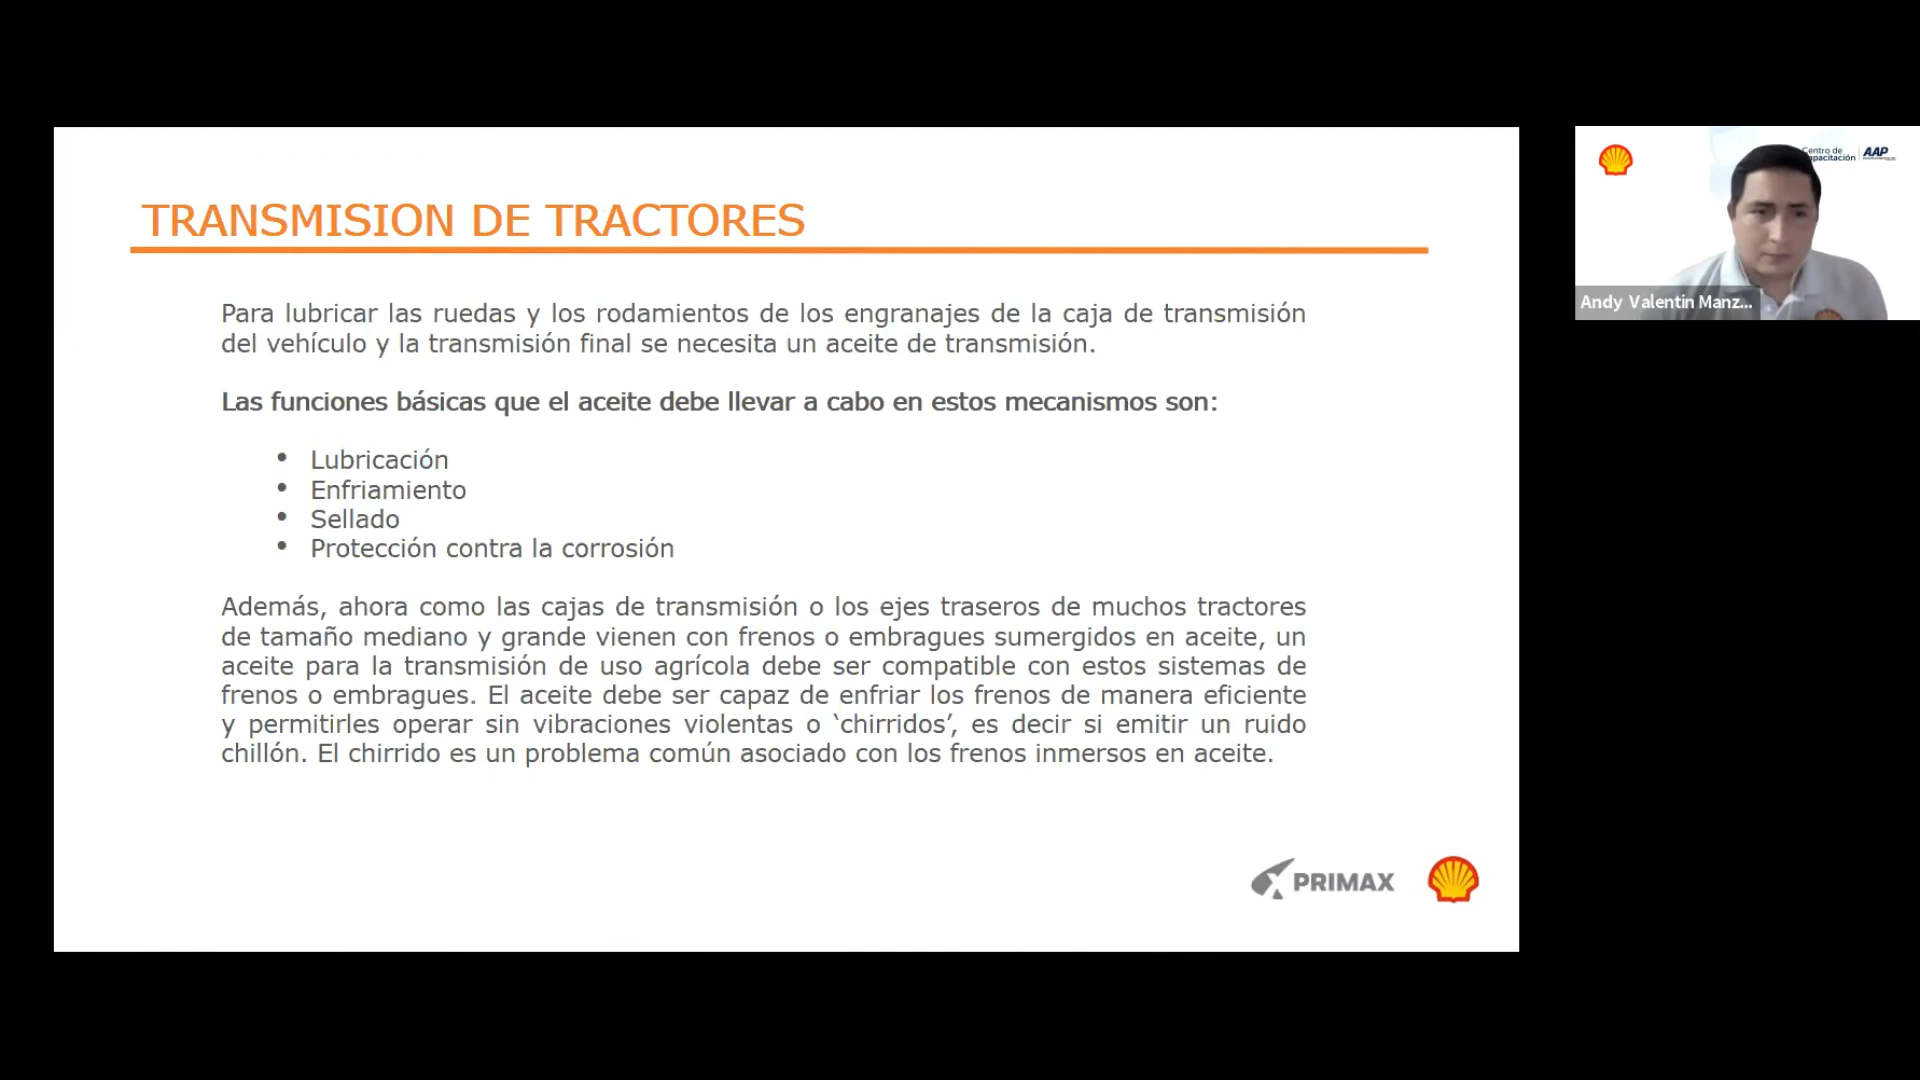 TRANSMISION DE TRACTORES
Para lubricar las ruedas y los rodamientos de los engranajes de la caja de transmisión
del vehículo y la transmisión final se necesita un aceite de transmisión.
Las funciones básicas que el aceite debe llevar a cabo en estos mecanismos son:
• Lubricación
• Enfriamiento
• Sellado
• Protección contra la corrosión
Además, ahora como las cajas de transmisión o los ejes traseros de muchos tractores
de tamaño mediano y grande vienen con frenos o embragues sumergidos en aceite, un
aceite para la transmisión de uso agrícola debe ser compatible con estos sistemas de
frenos o embragues. El aceite debe ser capaz de enfriar los frenos de manera eficiente
y permitirles operar sin vibraciones violentas o ‘chirridos’, es decir si emitir un ruido
chillón. El chirrido es un problema común asociado con los frenos inmersos en aceite.
PRIMAX
Centro de
apacitación
AAP
Andy Valentin Manz...